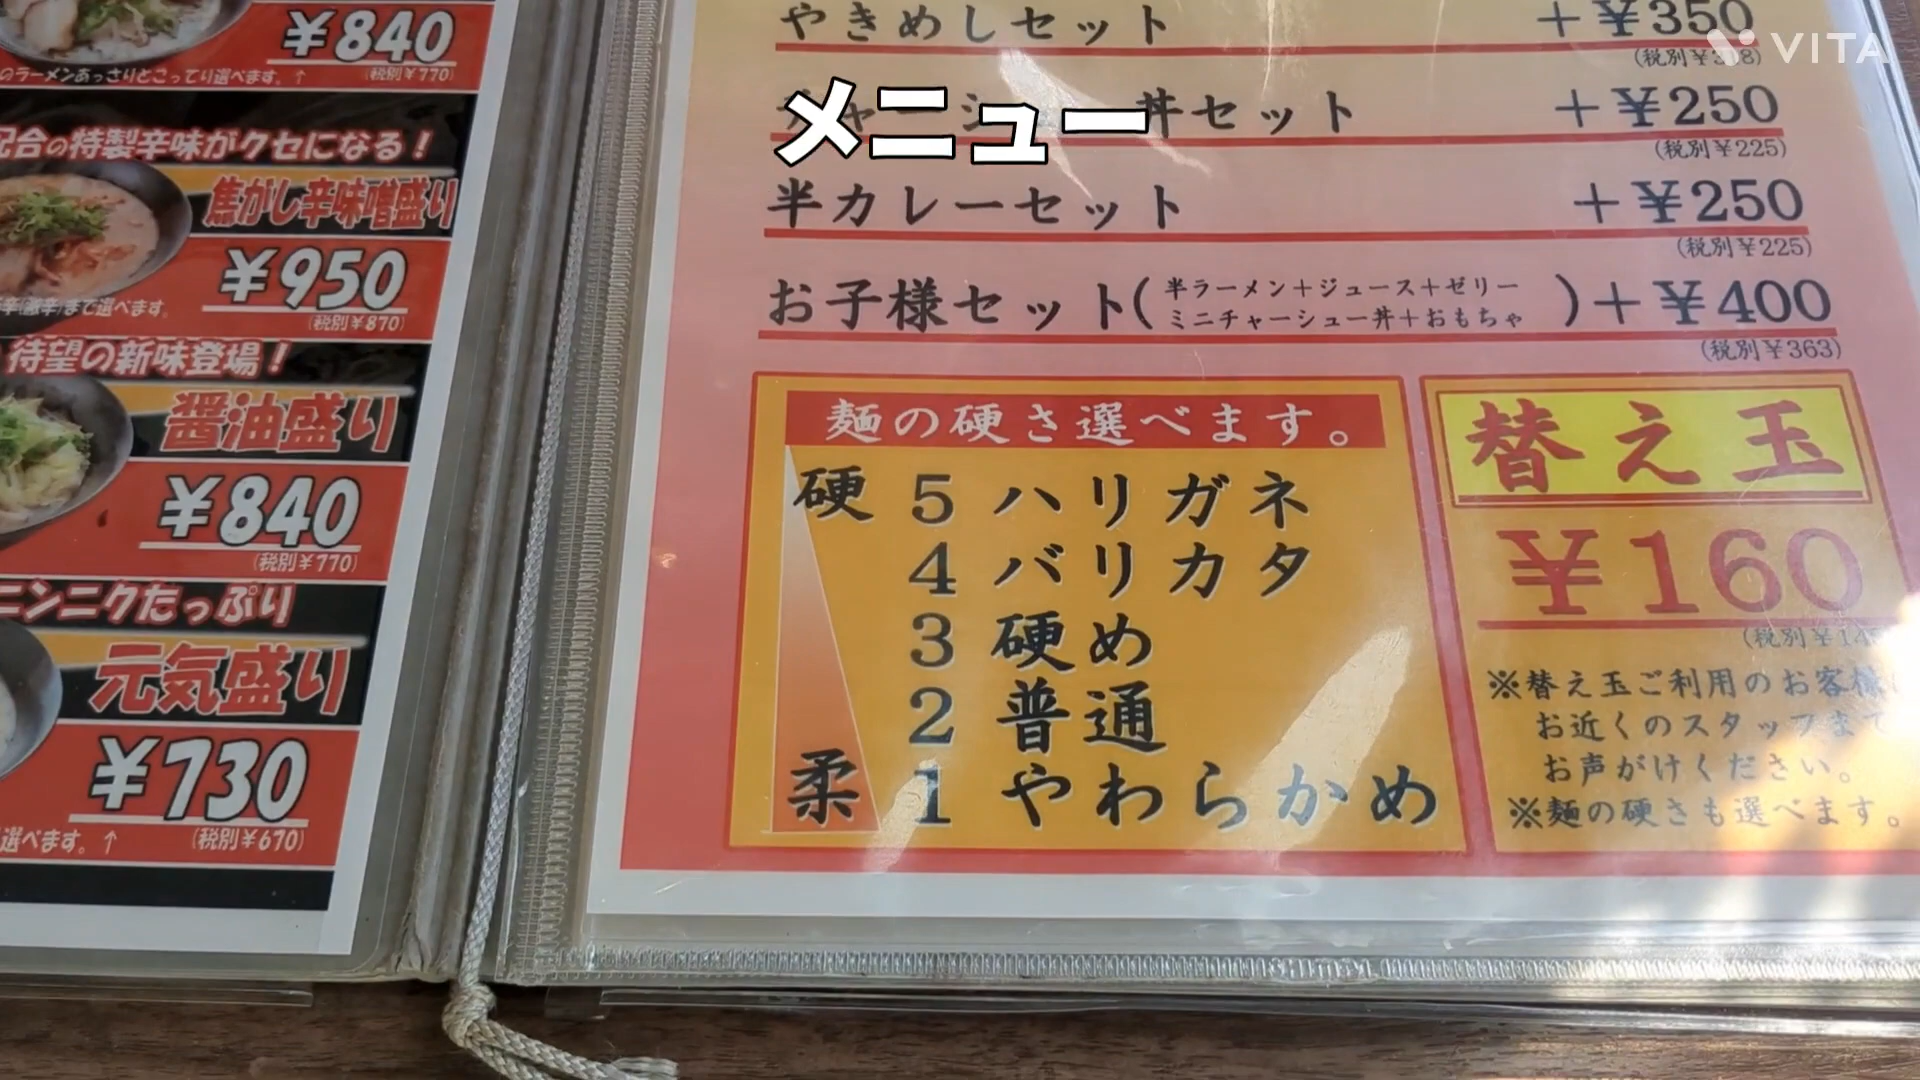 ¥840
のラーメンあっさりとこってり選べます。↑
(税別¥770)
配合の特製辛味がクセになる!
焦がし辛味噌盛り
¥950
まで選べます。
(税別¥870)
待望の新味登場!
醤油盛り
¥840
(税別¥770)
ニンニクたっぷり
元気盛り
¥730
選べます。↑
(税別¥670)
やきめしセット +¥350
VITA
メニュー
丼セット +¥250
(税別¥225)
半カレーセット +¥250
(税別¥225)
お子様セット(半ラーメン+ジュース+ゼリー
ミニチャーシュー丼+おもちゃ)+¥400
(税別¥363)
麺の硬さ選べます。
硬 5 ハリガネ
4 バリカタ
3 硬め
2 普通
柔 1 やわらかめ
替え玉
¥160
※替え玉ご利用のお客様
お近くのスタッフまで
お声がけください。
※麺の硬さも選べます。